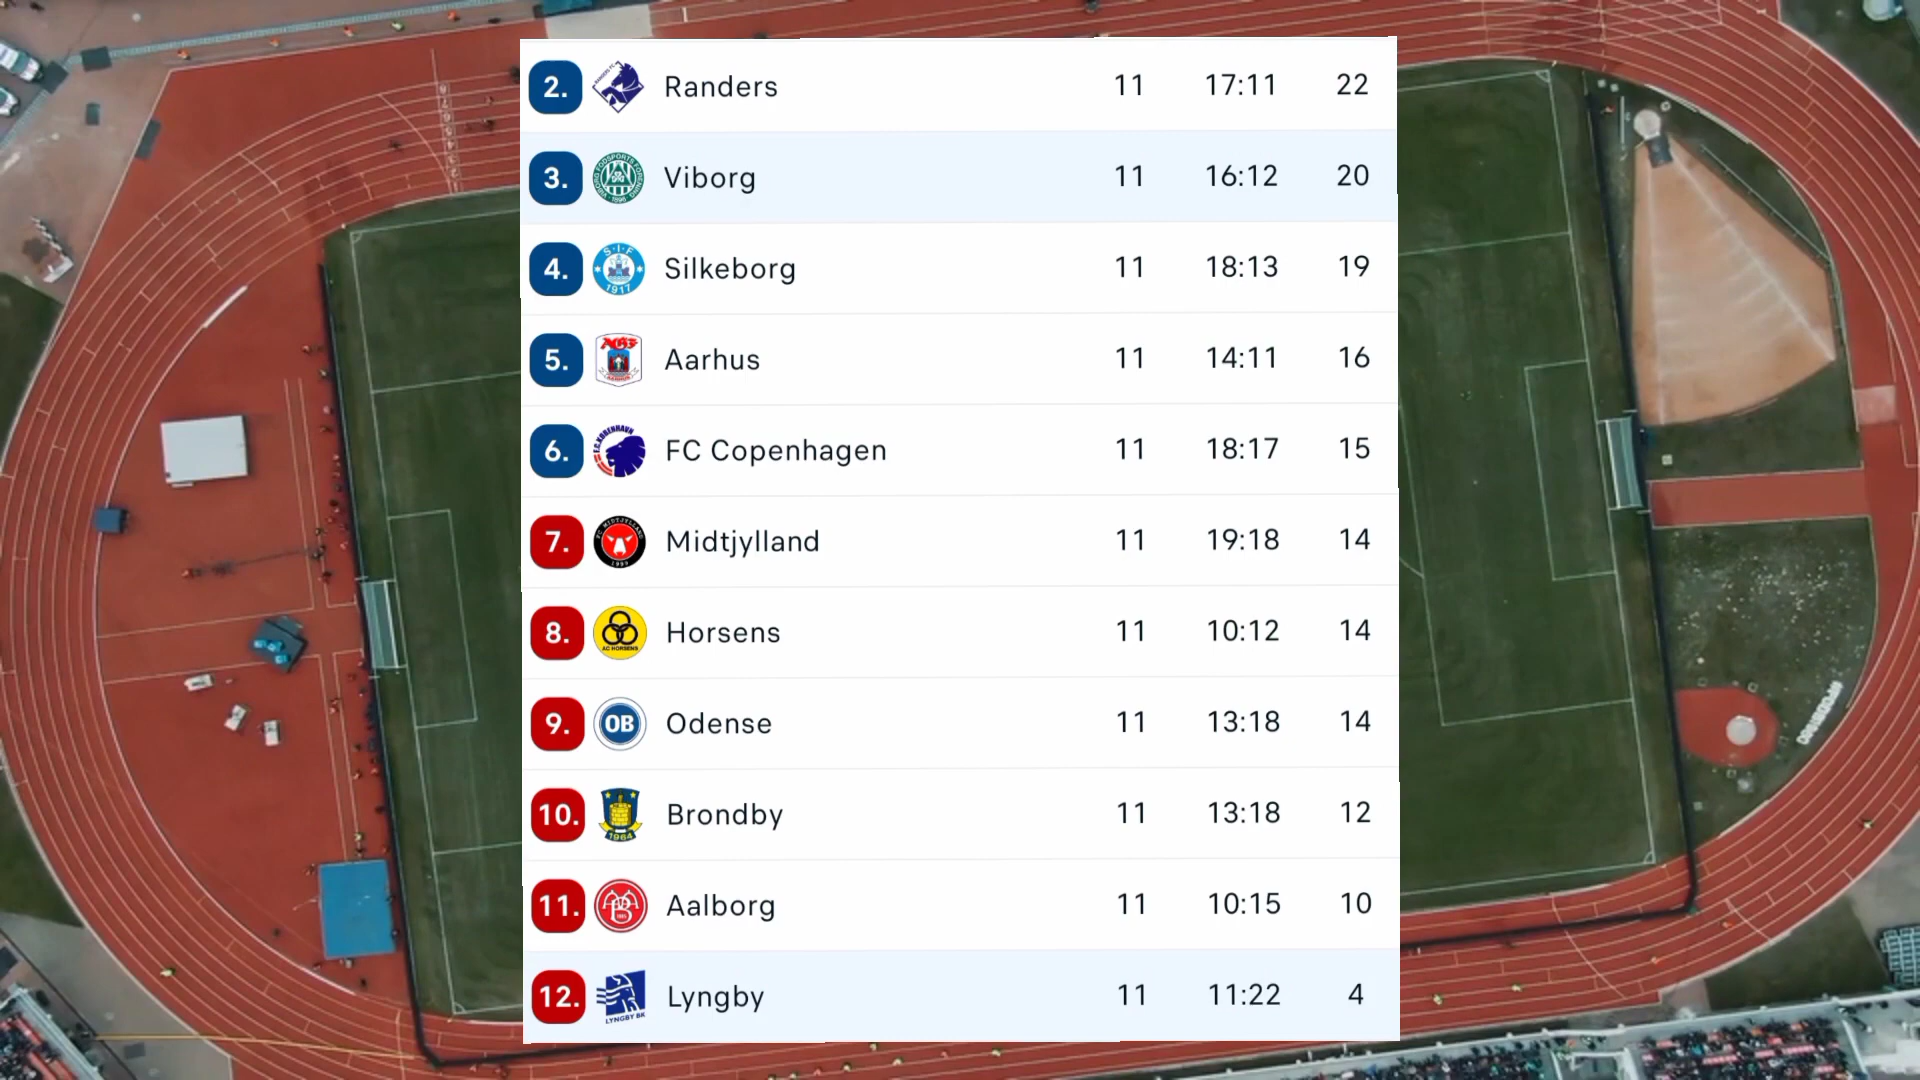 2. Randers 11 17:11 22
3. Viborg 11 16:12 20
4. Silkeborg 11 18:13 19
5. Aarhus 11 14:11 16
6. FC Copenhagen 11 18:17 15
7. Midtjylland 11 19:18 14
8. Horsens 11 10:12 14
9. OB Odense 11 13:18 14
10. Brondby 11 13:18 12
11. Aalborg 11 10:15 10
12. Lyngby 11 11:22 4